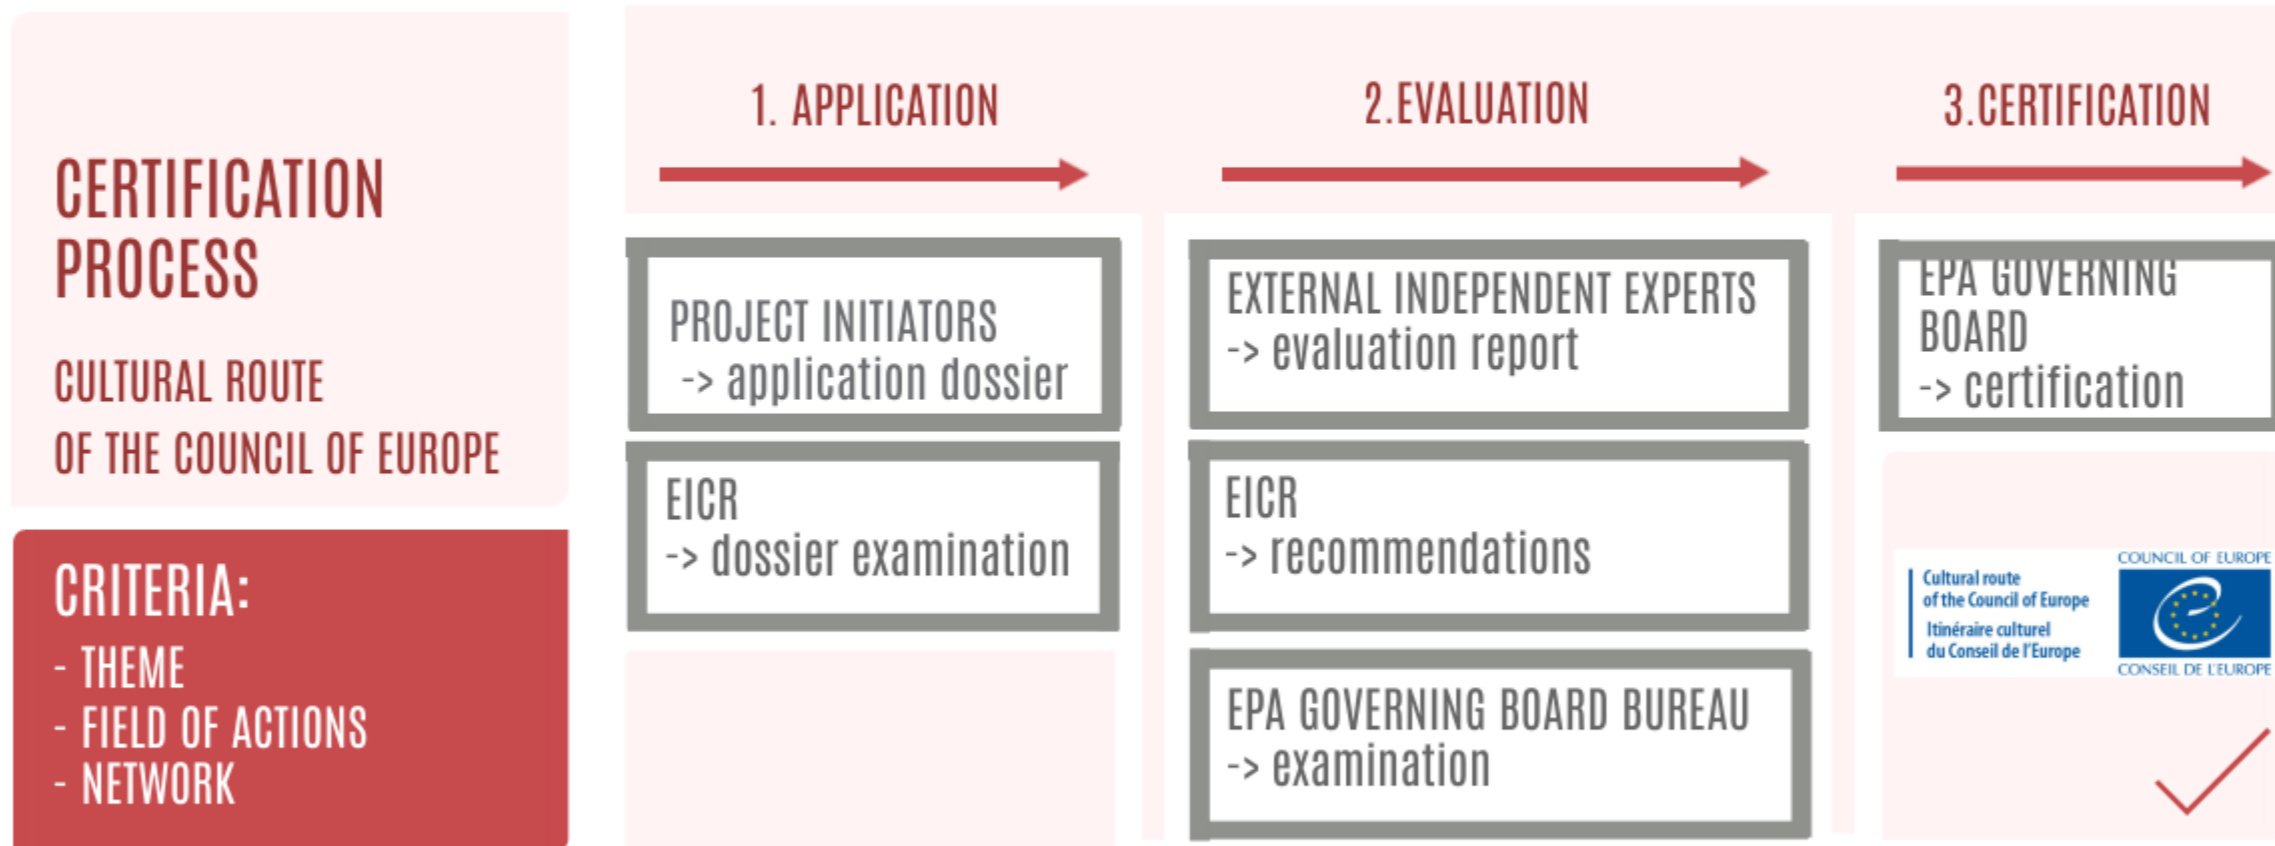 CERTIFICATION
PROCESS
CULTURAL ROUTE
OF THE COUNCIL OF EUROPE
CRITERIA:
- THEME
- FIELD OF ACTIONS
- NETWORK
1. APPLICATION
PROJECT INITIATORS
-> application dossier
EICR
-> dossier examination
2.EVALUATION
EXTERNAL INDEPENDENT EXPERTS
-> evaluation report
EICR
-> recommendations
EPA GOVERNING BOARD BUREAU
-> examination
3.CERTIFICATION
EPA GOVERNING
BOARD
-> certification
Cultural route
of the Council of Europe
Itinéraire culturel
du Conseil de l'Europe
COUNCIL OF EUROPE
CONSEIL DE L'EUROPE